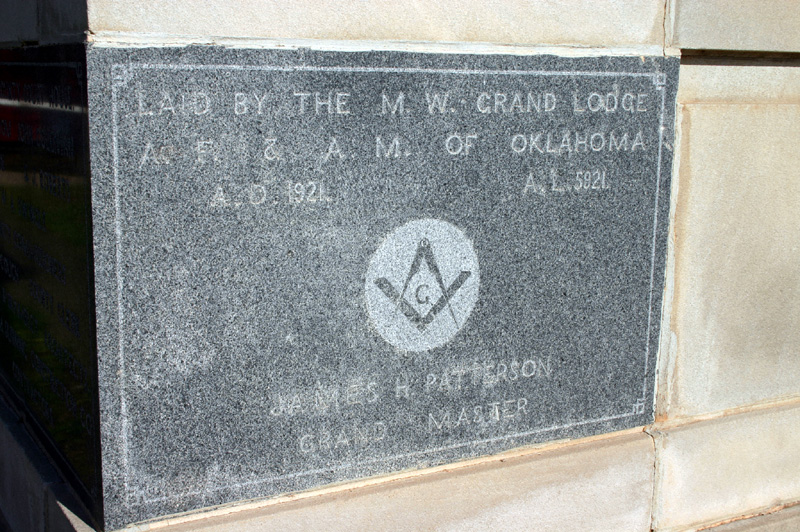 LAID BY THE M. W. GRAND LODGE
A. F. & A. M. OF OKLAHOMA
A. D. 1921. A. L. 5921.
G
JAMES H. PATTERSON
GRAND MASTER